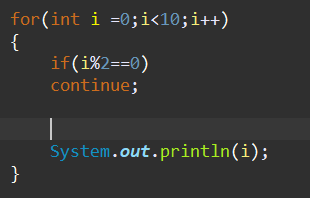 for(int i =0;i<10;i++)
{
if(i%2==0)
continue;
System.out.println(i);
}